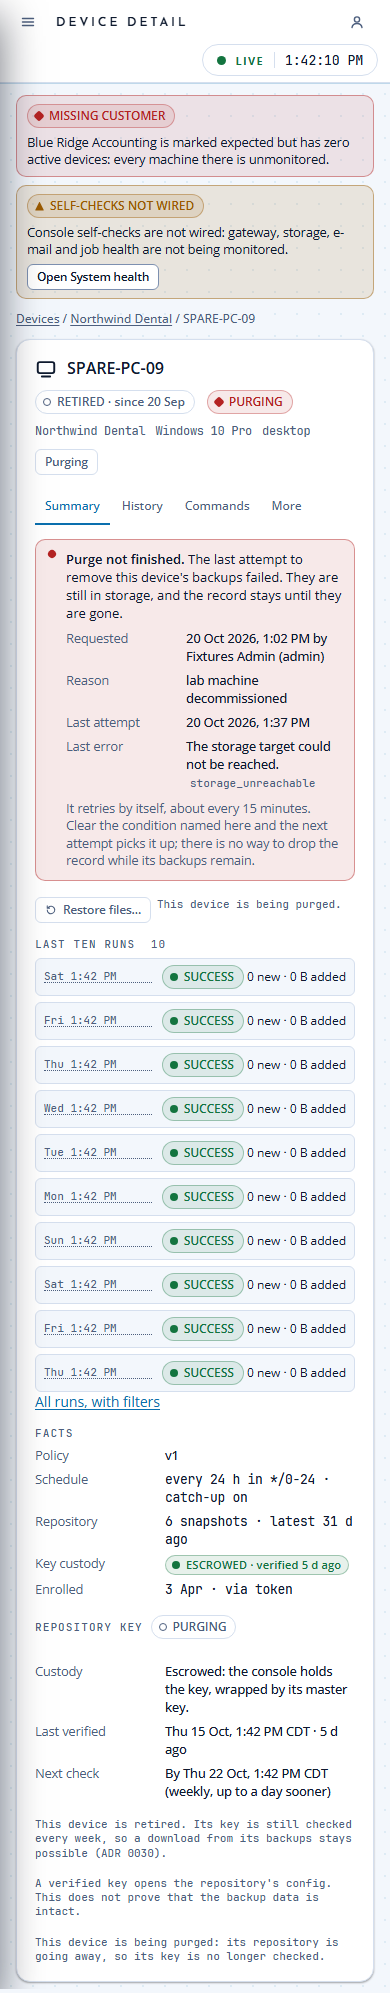 DEVICE DETAIL
LIVE 1:42:10 PM
MISSING CUSTOMER
Blue Ridge Accounting is marked expected but has zero
active devices: every machine there is unmonitored.
SELF-CHECKS NOT WIRED
Console self-checks are not wired: gateway, storage, e-
mail and job health are not being monitored.
Open System health
Devices / Northwind Dental / SPARE-PC-09
SPARE-PC-09
RETIRED · since 20 Sep PURGING
Northwind Dental Windows 10 Pro desktop
Purging
Summary History Commands More
Purge not finished. The last attempt to
remove this device's backups failed. They are
still in storage, and the record stays until they
are gone.
Requested 20 Oct 2026, 1:02 PM by
Fixtures Admin (admin)
Reason lab machine
decommissioned
Last attempt 20 Oct 2026, 1:37 PM
Last error The storage target could
not be reached.
storage_unreachable
It retries by itself, about every 15 minutes.
Clear the condition named here and the next
attempt picks it up; there is no way to drop the
record while its backups remain.
Restore files... This device is being purged.
LAST TEN RUNS 10
Sat 1:42 PM SUCCESS 0 new · 0 B added
Fri 1:42 PM SUCCESS 0 new · 0 B added
Thu 1:42 PM SUCCESS 0 new · 0 B added
Wed 1:42 PM SUCCESS 0 new · 0 B added
Tue 1:42 PM SUCCESS 0 new · 0 B added
Mon 1:42 PM SUCCESS 0 new · 0 B added
Sun 1:42 PM SUCCESS 0 new · 0 B added
Sat 1:42 PM SUCCESS 0 new · 0 B added
Fri 1:42 PM SUCCESS 0 new · 0 B added
Thu 1:42 PM SUCCESS 0 new · 0 B added
All runs, with filters
FACTS
Policy v1
Schedule every 24 h in */0-24 ·
catch-up on
Repository 6 snapshots · latest 31 d
ago
Key custody ESCROWED · verified 5 d ago
Enrolled 3 Apr · via token
REPOSITORY KEY PURGING
Custody Escrowed: the console holds
the key, wrapped by its master
key.
Last verified Thu 15 Oct, 1:42 PM CDT · 5 d
ago
Next check By Thu 22 Oct, 1:42 PM CDT
(weekly, up to a day sooner)
This device is retired. Its key is still checked
every week, so a download from its backups stays
possible (ADR 0030).
A verified key opens the repository's config.
This does not prove that the backup data is
intact.
This device is being purged: its repository is
going away, so its key is no longer checked.